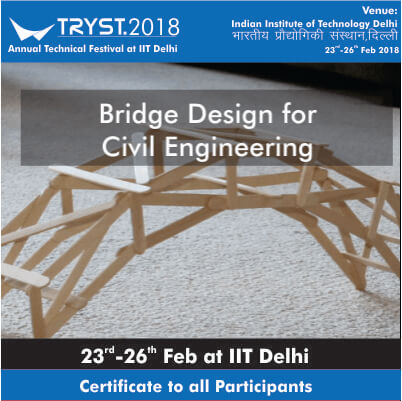 TRYST.2018
Annual Technical Festival at IIT Delhi
Venue:
Indian Institute of Technology Delhi
भारतीय प्रौद्योगिकी संस्थान,दिल्ली
23rd-26th Feb 2018
Bridge Design for
Civil Engineering
23rd-26th Feb at IIT Delhi
Certificate to all Participants